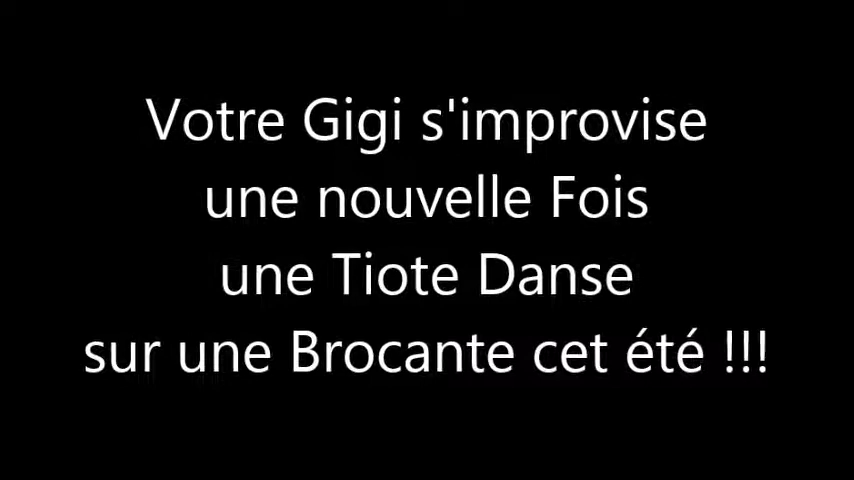 Votre Gigi s'improvise
une nouvelle Fois
une Tiote Danse
sur une Brocante cet été !!!